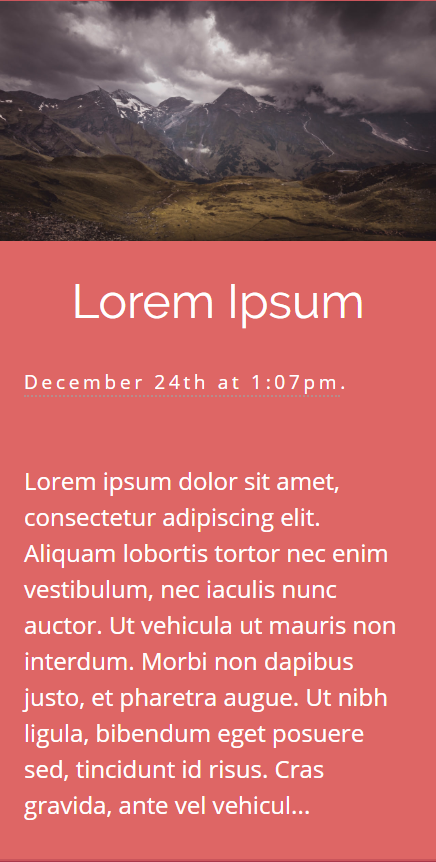 Lorem Ipsum
December 24th at 1:07pm.
Lorem ipsum dolor sit amet,
consectetur adipiscing elit.
Aliquam lobortis tortor nec enim
vestibulum, nec iaculis nunc
auctor. Ut vehicula ut mauris non
interdum. Morbi non dapibus
justo, et pharetra augue. Ut nibh
ligula, bibendum eget posuere
sed, tincidunt id risus. Cras
gravida, ante vel vehicul...